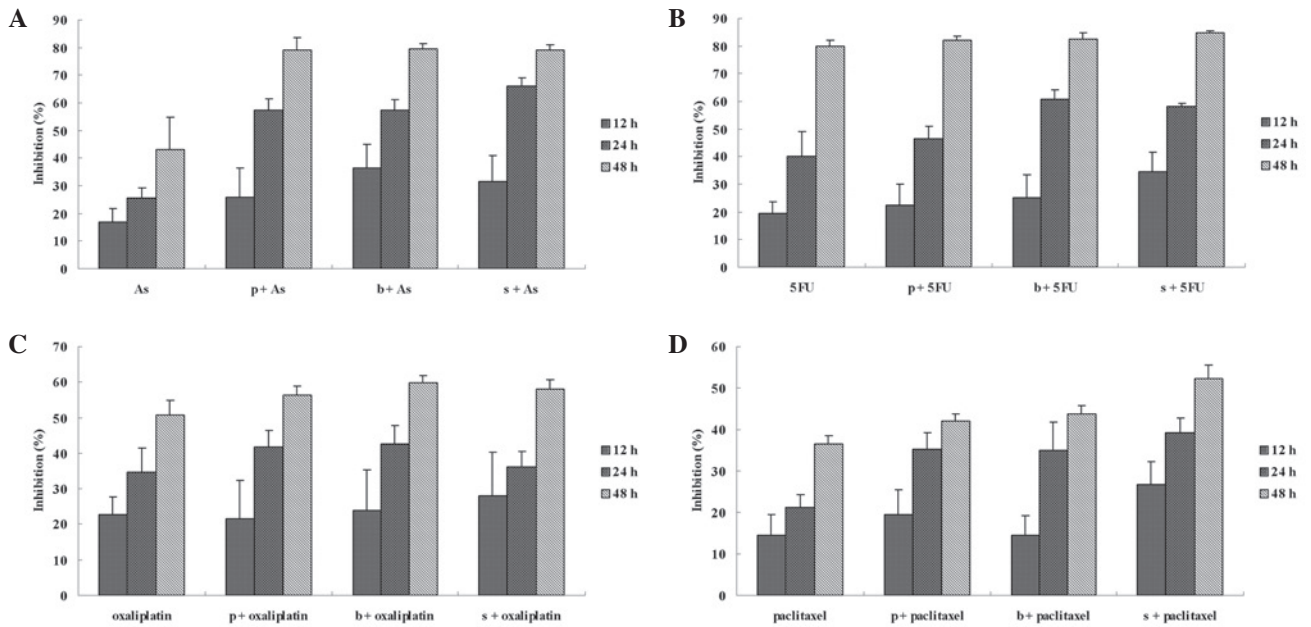 A
90
80
70
60
50
40
30
20
10
0
Inhibition (%)
As
p + As
b + As
s + As
12 h
24 h
48 h
B
90
80
70
60
50
40
30
20
10
0
Inhibition (%)
5FU
p + 5FU
b + 5FU
s + 5FU
12 h
24 h
48 h
C
70
60
50
40
30
20
10
0
Inhibition (%)
oxaliplatin
p + oxaliplatin
b + oxaliplatin
s + oxaliplatin
12 h
24 h
48 h
D
60
50
40
30
20
10
0
Inhibition (%)
paclitaxel
p + paclitaxel
b + paclitaxel
s + paclitaxel
12 h
24 h
48 h